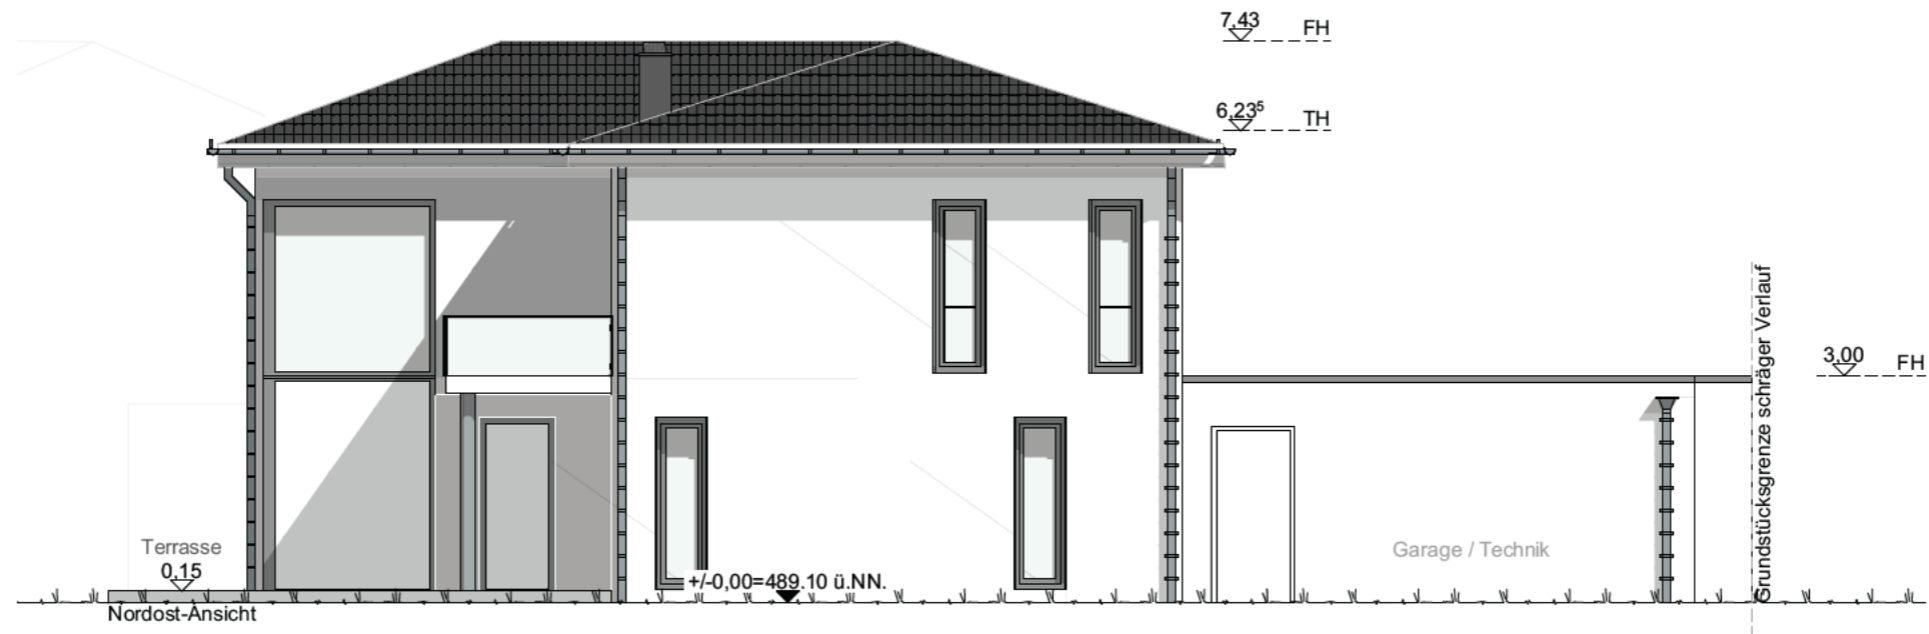 7,43 FH
6,23⁵ TH
3,00 FH
Grundstücksgrenze schräger Verlauf
Terrasse
0,15
Garage / Technik
+/-0,00=489.10 ü.NN.
Nordost-Ansicht